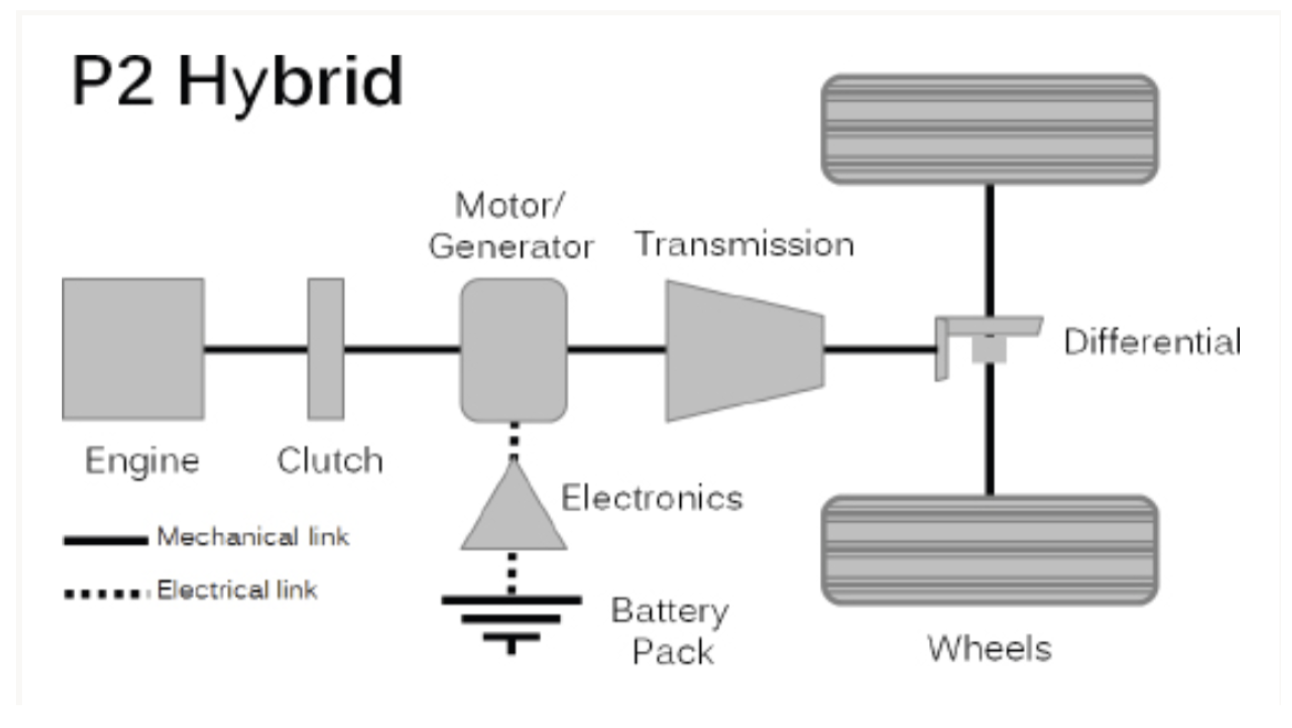 P2 Hybrid
Motor/
Generator
Transmission
Differential
Engine
Clutch
Electronics
Mechanical link
Electrical link
Battery
Pack
Wheels